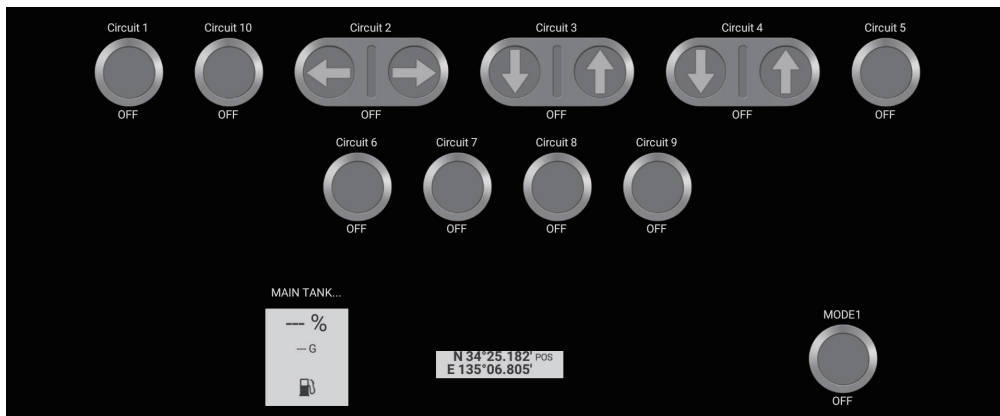 Circuit 1
Circuit 10
Circuit 2
Circuit 3
Circuit 4
Circuit 5
OFF
OFF
OFF
OFF
OFF
OFF
Circuit 6
Circuit 7
Circuit 8
Circuit 9
OFF
OFF
OFF
OFF
MAIN TANK...
--- %
--- G
N 34°25.182' POS
E 135°06.805'
MODE1
OFF